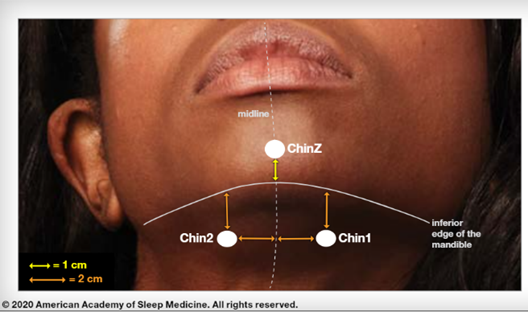 midline
ChinZ
Chin2
Chin1
inferior
edge of the
mandible
= 1 cm
= 2 cm
© 2020 American Academy of Sleep Medicine. All rights reserved.